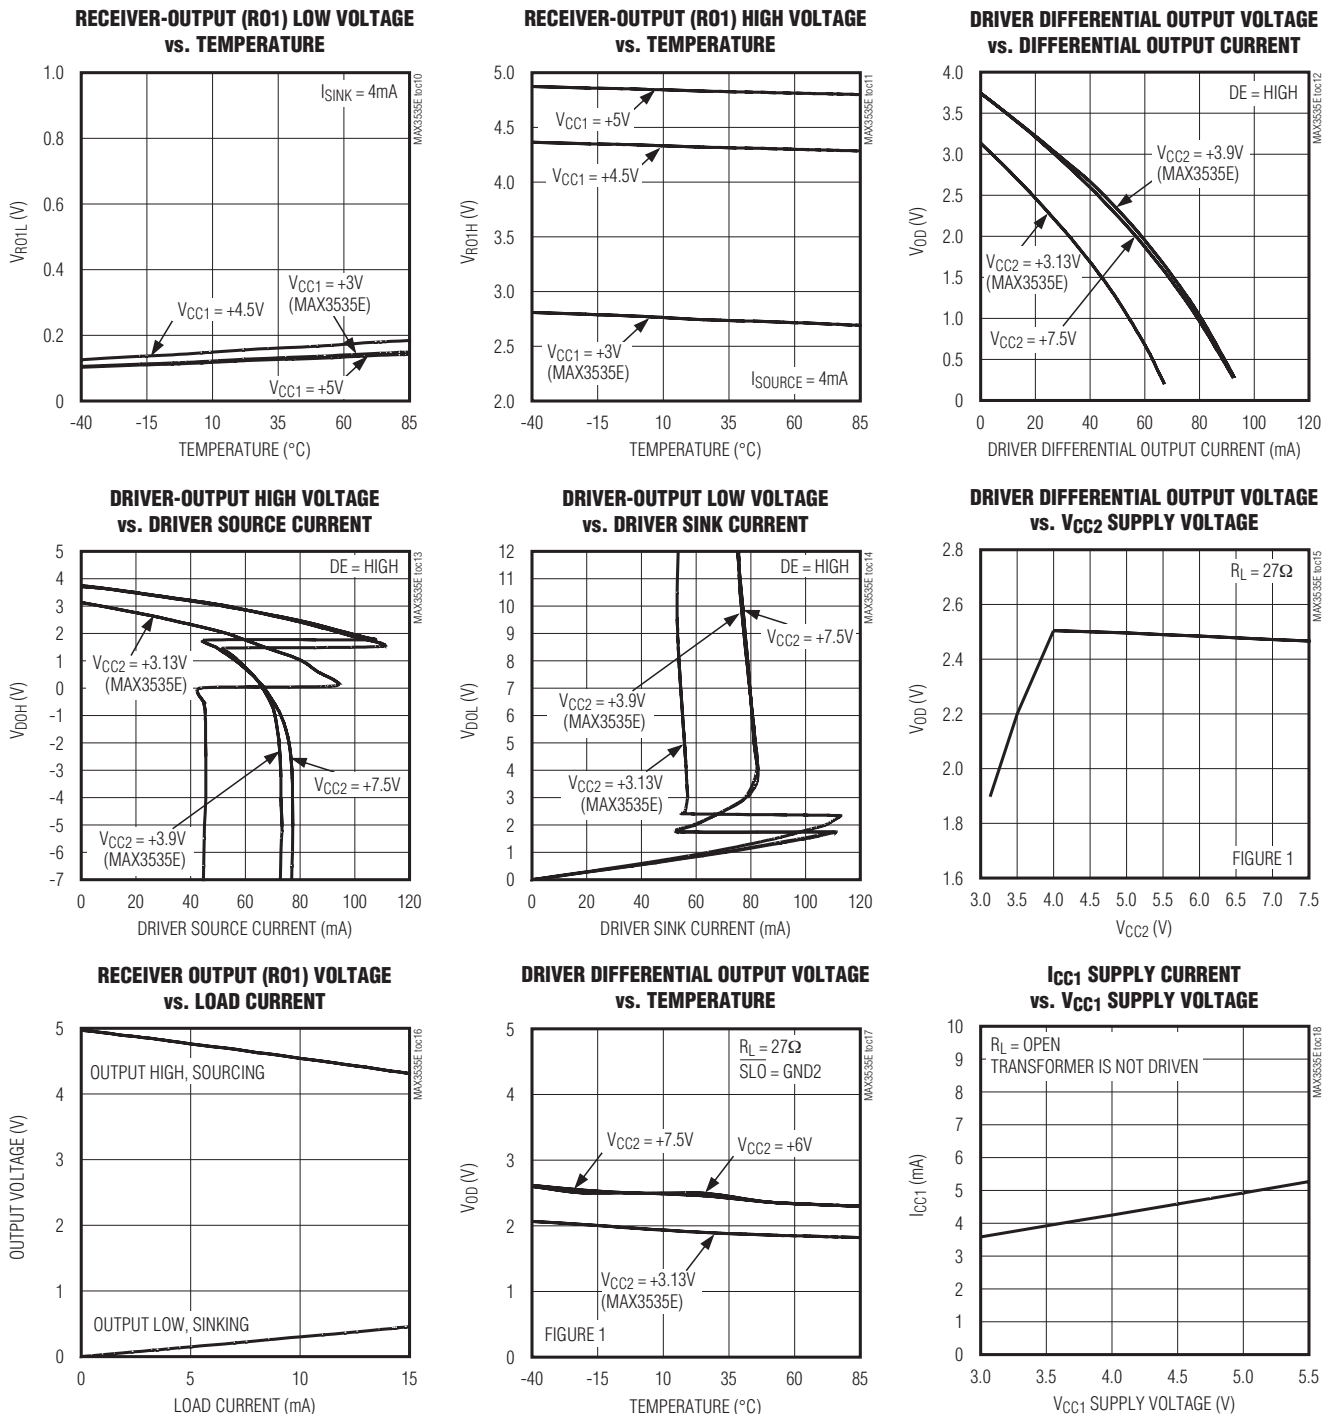 RECEIVER-OUTPUT (RO1) LOW VOLTAGE
vs. TEMPERATURE
1.0
0.8
0.6
0.4
0.2
0
VRO1L (V)
ISINK = 4mA
VCC1 = +4.5V
VCC1 = +3V
(MAX3535E)
VCC1 = +5V
-40 -15 10 35 60 85
TEMPERATURE (°C)
MAX3535E toc10
RECEIVER-OUTPUT (RO1) HIGH VOLTAGE
vs. TEMPERATURE
5.0
4.5
4.0
3.5
3.0
2.5
2.0
VRO1H (V)
VCC1 = +5V
VCC1 = +4.5V
VCC1 = +3V
(MAX3535E)
ISOURCE = 4mA
-40 -15 10 35 60 85
TEMPERATURE (°C)
MAX3535E toc11
DRIVER DIFFERENTIAL OUTPUT VOLTAGE
vs. DIFFERENTIAL OUTPUT CURRENT
4.0
3.5
3.0
2.5
2.0
1.5
1.0
0.5
0
VOD (V)
DE = HIGH
VCC2 = +3.9V
(MAX3535E)
VCC2 = +3.13V
(MAX3535E)
VCC2 = +7.5V
0 20 40 60 80 100 120
DRIVER DIFFERENTIAL OUTPUT CURRENT (mA)
MAX3535E toc12
DRIVER-OUTPUT HIGH VOLTAGE
vs. DRIVER SOURCE CURRENT
5
4
3
2
1
0
-1
-2
-3
-4
-5
-6
-7
VDOH (V)
DE = HIGH
VCC2 = +3.13V
(MAX3535E)
VCC2 = +7.5V
VCC2 = +3.9V
(MAX3535E)
0 20 40 60 80 100 120
DRIVER SOURCE CURRENT (mA)
MAX3535E toc13
DRIVER-OUTPUT LOW VOLTAGE
vs. DRIVER SINK CURRENT
12
11
10
9
8
7
6
5
4
3
2
1
0
VDOL (V)
DE = HIGH
VCC2 = +7.5V
VCC2 = +3.9V
(MAX3535E)
VCC2 = +3.13V
(MAX3535E)
0 20 40 60 80 100 120
DRIVER SINK CURRENT (mA)
MAX3535E toc14
DRIVER DIFFERENTIAL OUTPUT VOLTAGE
vs. VCC2 SUPPLY VOLTAGE
2.8
2.6
2.4
2.2
2.0
1.8
1.6
VOD (V)
RL = 27Ω
FIGURE 1
3.0 3.5 4.0 4.5 5.0 5.5 6.0 6.5 7.0 7.5
VCC2 (V)
MAX3535E toc15
RECEIVER OUTPUT (RO1) VOLTAGE
vs. LOAD CURRENT
5
4
3
2
1
0
OUTPUT VOLTAGE (V)
OUTPUT HIGH, SOURCING
OUTPUT LOW, SINKING
0 5 10 15
LOAD CURRENT (mA)
MAX3535E toc16
DRIVER DIFFERENTIAL OUTPUT VOLTAGE
vs. TEMPERATURE
5
4
3
2
1
0
VOD (V)
RL = 27Ω
SLO = GND2
VCC2 = +7.5V
VCC2 = +6V
VCC2 = +3.13V
(MAX3535E)
FIGURE 1
-40 -15 10 35 60 85
TEMPERATURE (°C)
MAX3535E toc17
ICC1 SUPPLY CURRENT
vs. VCC1 SUPPLY VOLTAGE
10
9
8
7
6
5
4
3
2
1
0
ICC1 (mA)
RL = OPEN
TRANSFORMER IS NOT DRIVEN
3.0 3.5 4.0 4.5 5.0 5.5
VCC1 SUPPLY VOLTAGE (V)
MAX3535E toc18